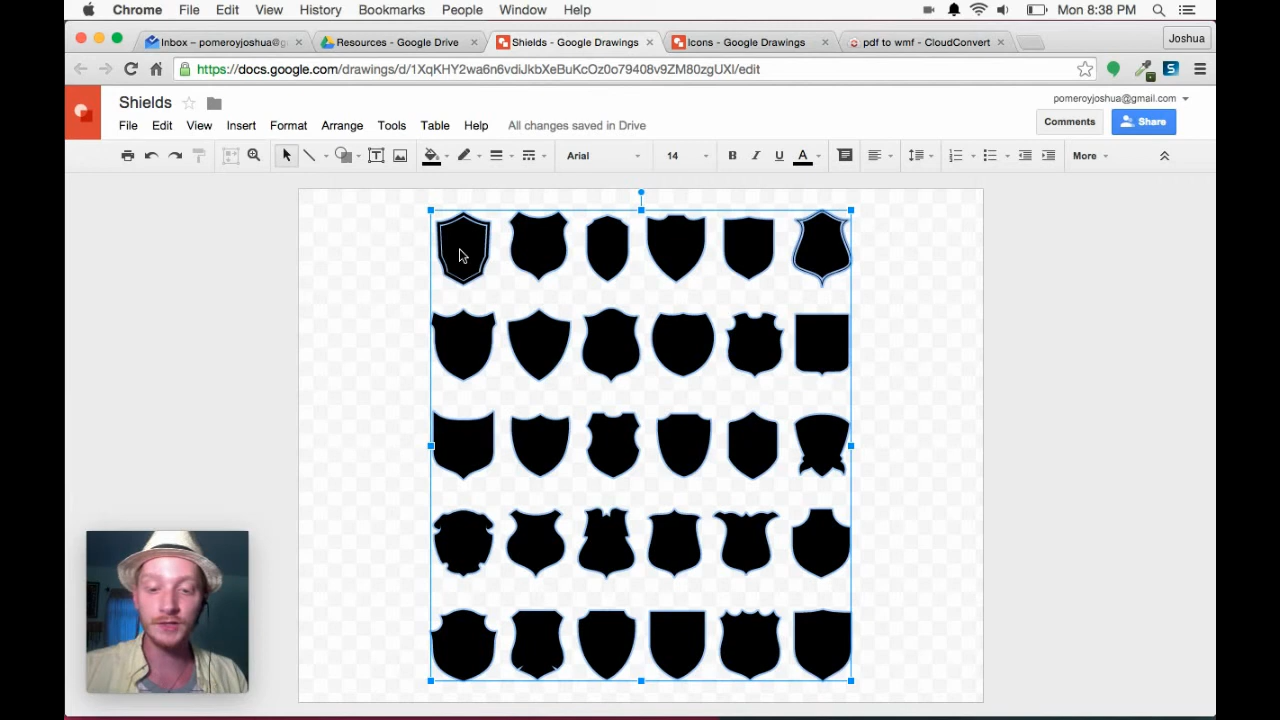 Chrome File Edit View History Bookmarks People Window Help Mon 8:38 PM
Inbox – pomeroyjoshua@g Resources - Google Drive Shields - Google Drawings Icons - Google Drawings pdf to wmf - CloudConvert Joshua
https://docs.google.com/drawings/d/1XqKHY2wa6n6vdiJkbXeBuKcOz0o79408v9ZM80zgUXI/edit
Shields pomeroyjoshua@gmail.com
File Edit View Insert Format Arrange Tools Table Help All changes saved in Drive Comments Share
Arial 14 B I U A More